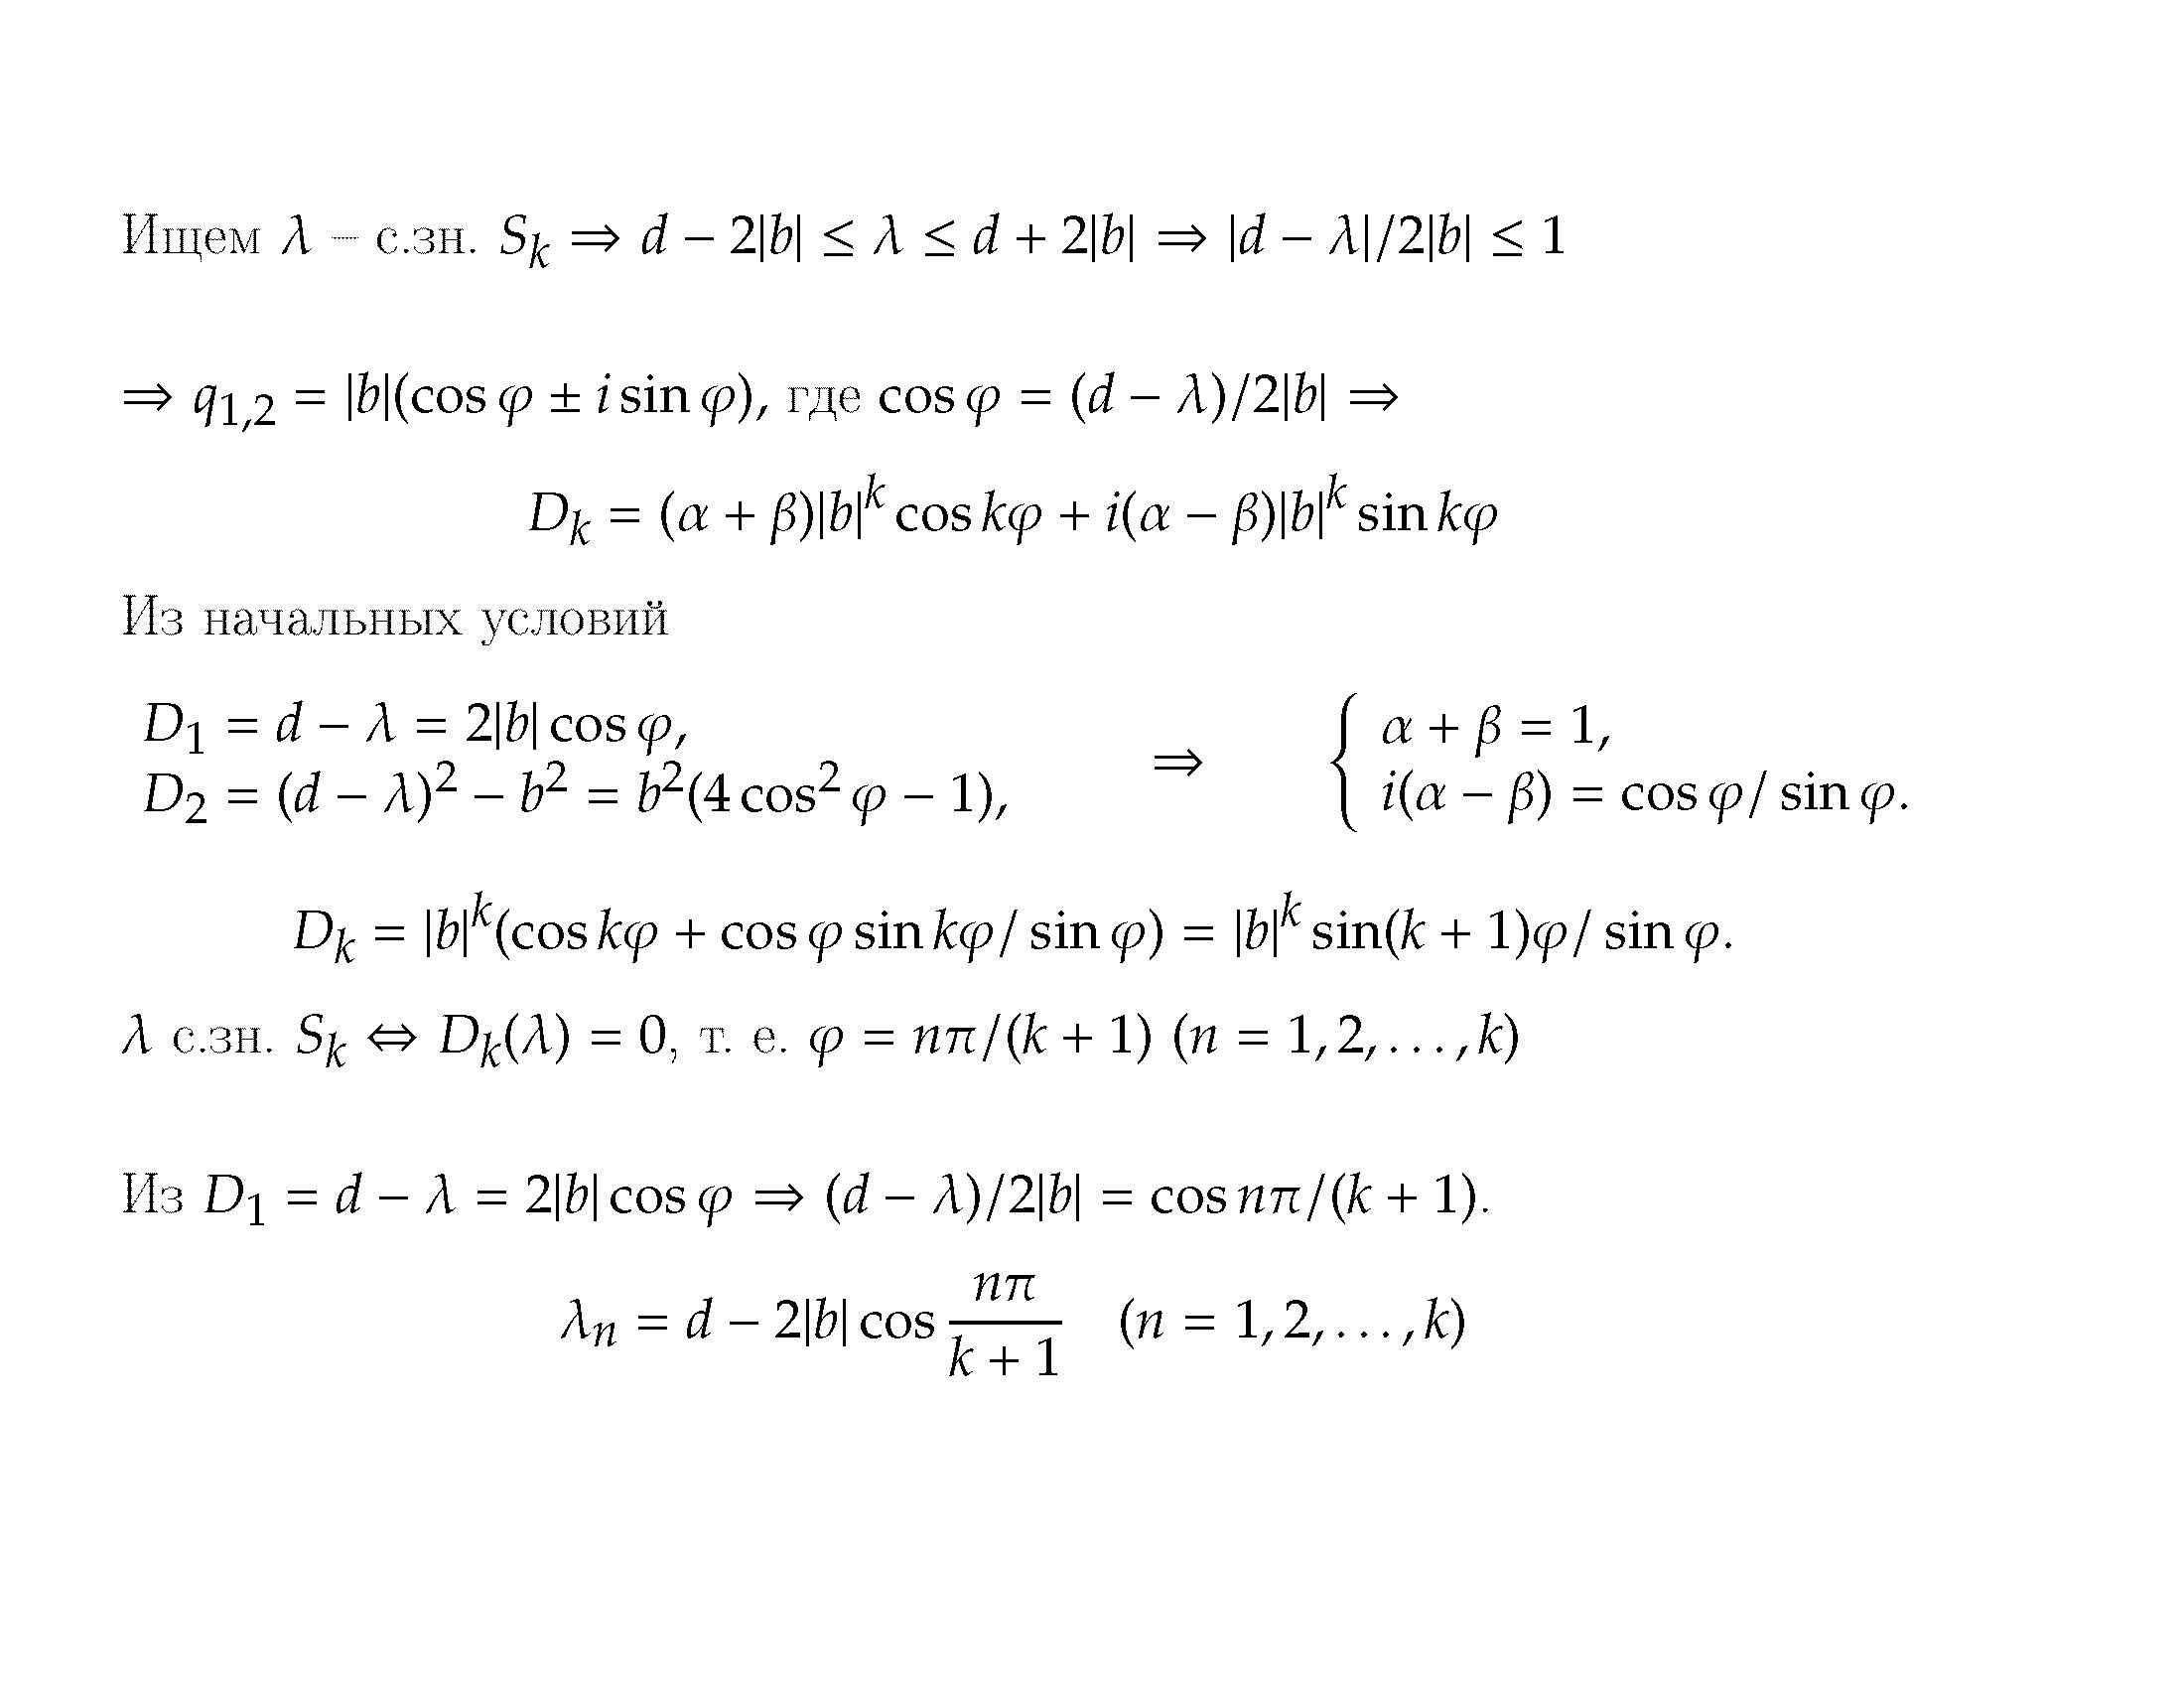 Ищем λ – с.зн. S_k ⇒ d − 2|b| ≤ λ ≤ d + 2|b| ⇒ |d − λ|/2|b| ≤ 1
⇒ q_{1,2} = |b|(cos φ ± i sin φ), где cos φ = (d − λ)/2|b| ⇒
D_k = (α + β)|b|^k cos kφ + i(α − β)|b|^k sin kφ
Из начальных условий
D_1 = d − λ = 2|b| cos φ,
D_2 = (d − λ)^2 − b^2 = b^2(4 cos^2 φ − 1),
⇒
{ α + β = 1,
i(α − β) = cos φ/ sin φ.
D_k = |b|^k(cos kφ + cos φ sin kφ/ sin φ) = |b|^k sin(k + 1)φ/ sin φ.
λ с.зн. S_k ⇔ D_k(λ) = 0, т. е. φ = nπ/(k + 1) (n = 1, 2, . . . , k)
Из D_1 = d − λ = 2|b| cos φ ⇒ (d − λ)/2|b| = cos nπ/(k + 1).
λ_n = d − 2|b| cos \frac{nπ}{k + 1} (n = 1, 2, . . . , k)